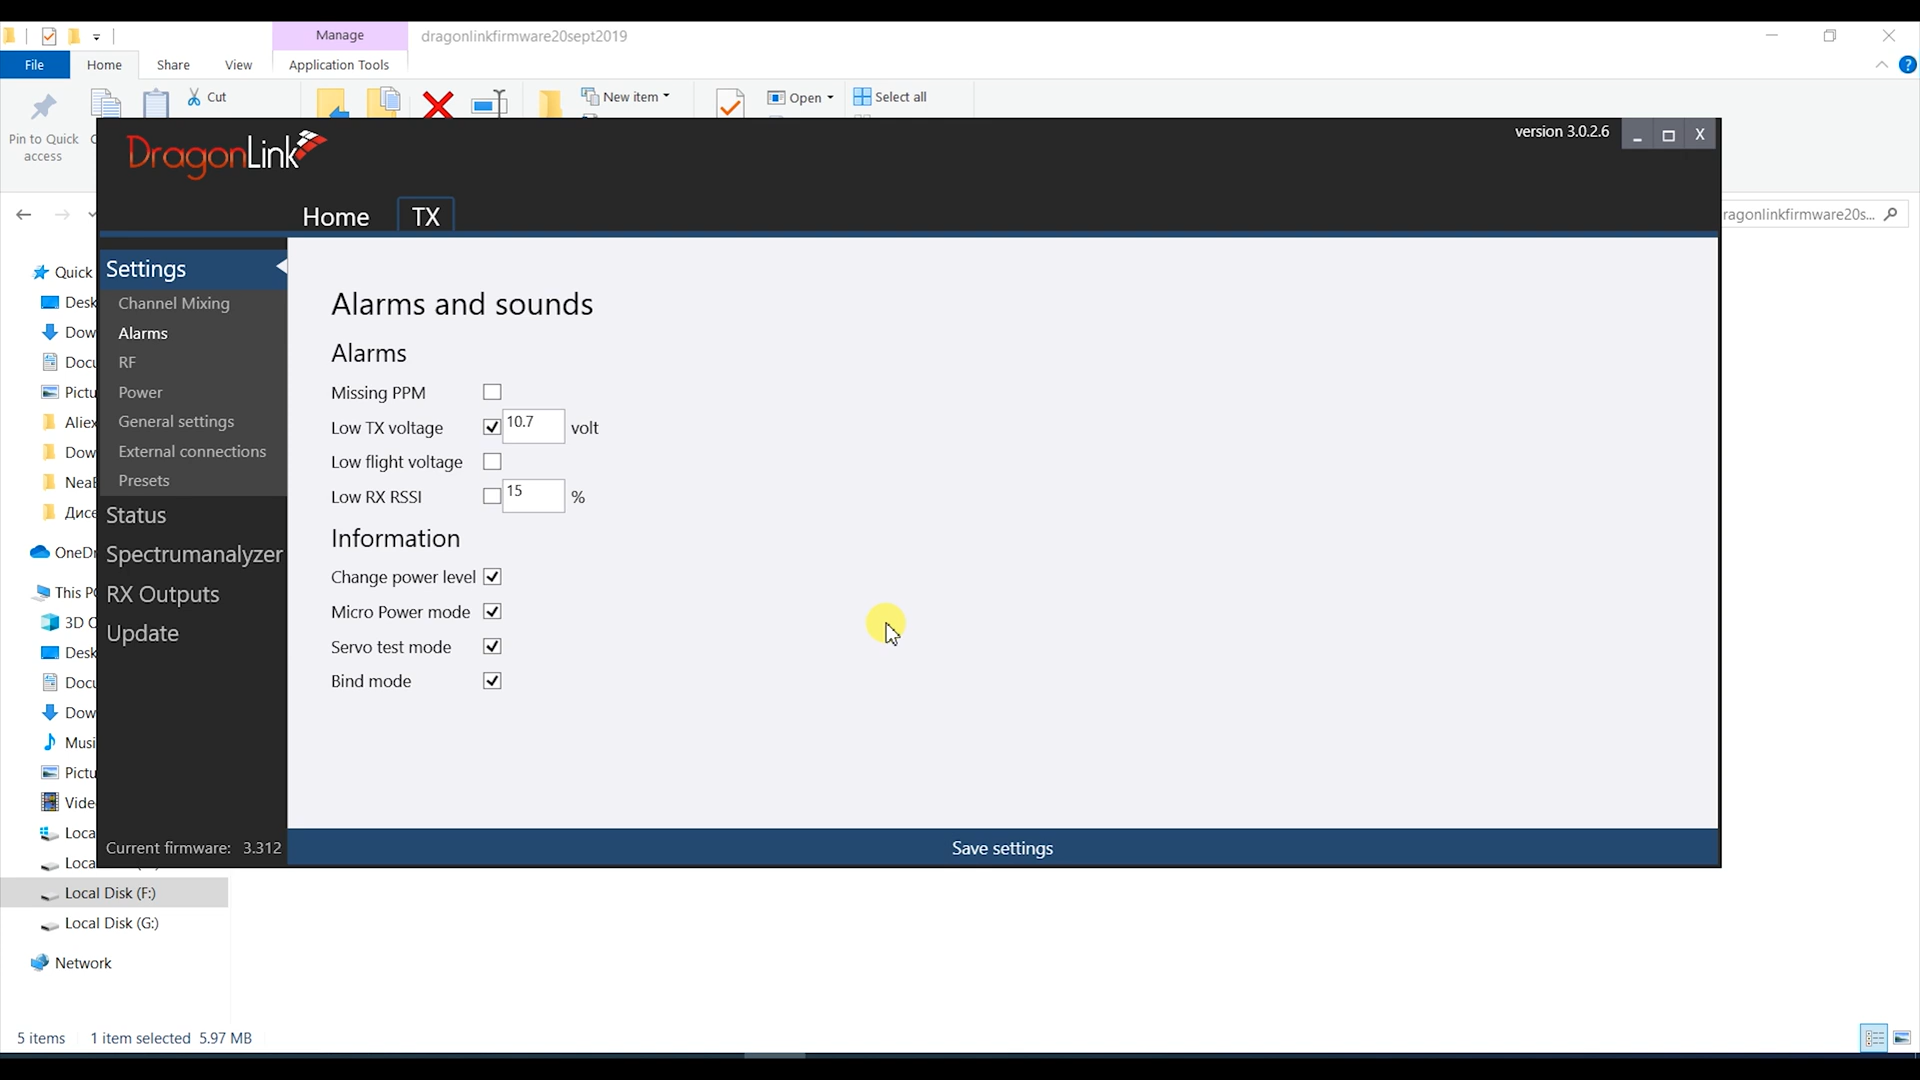 Manage
dragonlinkfirmware20sept2019
File
Home
Share
View
Application Tools
Cut
New item
Open
Select all
Pin to Quick
access
DragonLink
version 3.0.2.6
X
Home
TX
ragonlinkfirmware20s...
Quick
Settings
Channel Mixing
Alarms
RF
Power
General settings
External connections
Presets
Status
Spectrumanalyzer
RX Outputs
Update
Current firmware: 3.312
Alarms and sounds
Alarms
Missing PPM
Low TX voltage
10.7
volt
Low flight voltage
Low RX RSSI
15
%
Information
Change power level
Micro Power mode
Servo test mode
Bind mode
Save settings
Desk
Dow
Docu
Pictu
Aliex
Dow
Дисе
OneDr
This P
3D O
Desk
Docu
Dow
Musi
Pictu
Vide
Loca
Loca
Local Disk (F:)
Local Disk (G:)
Network
5 items
1 item selected 5.97 MB